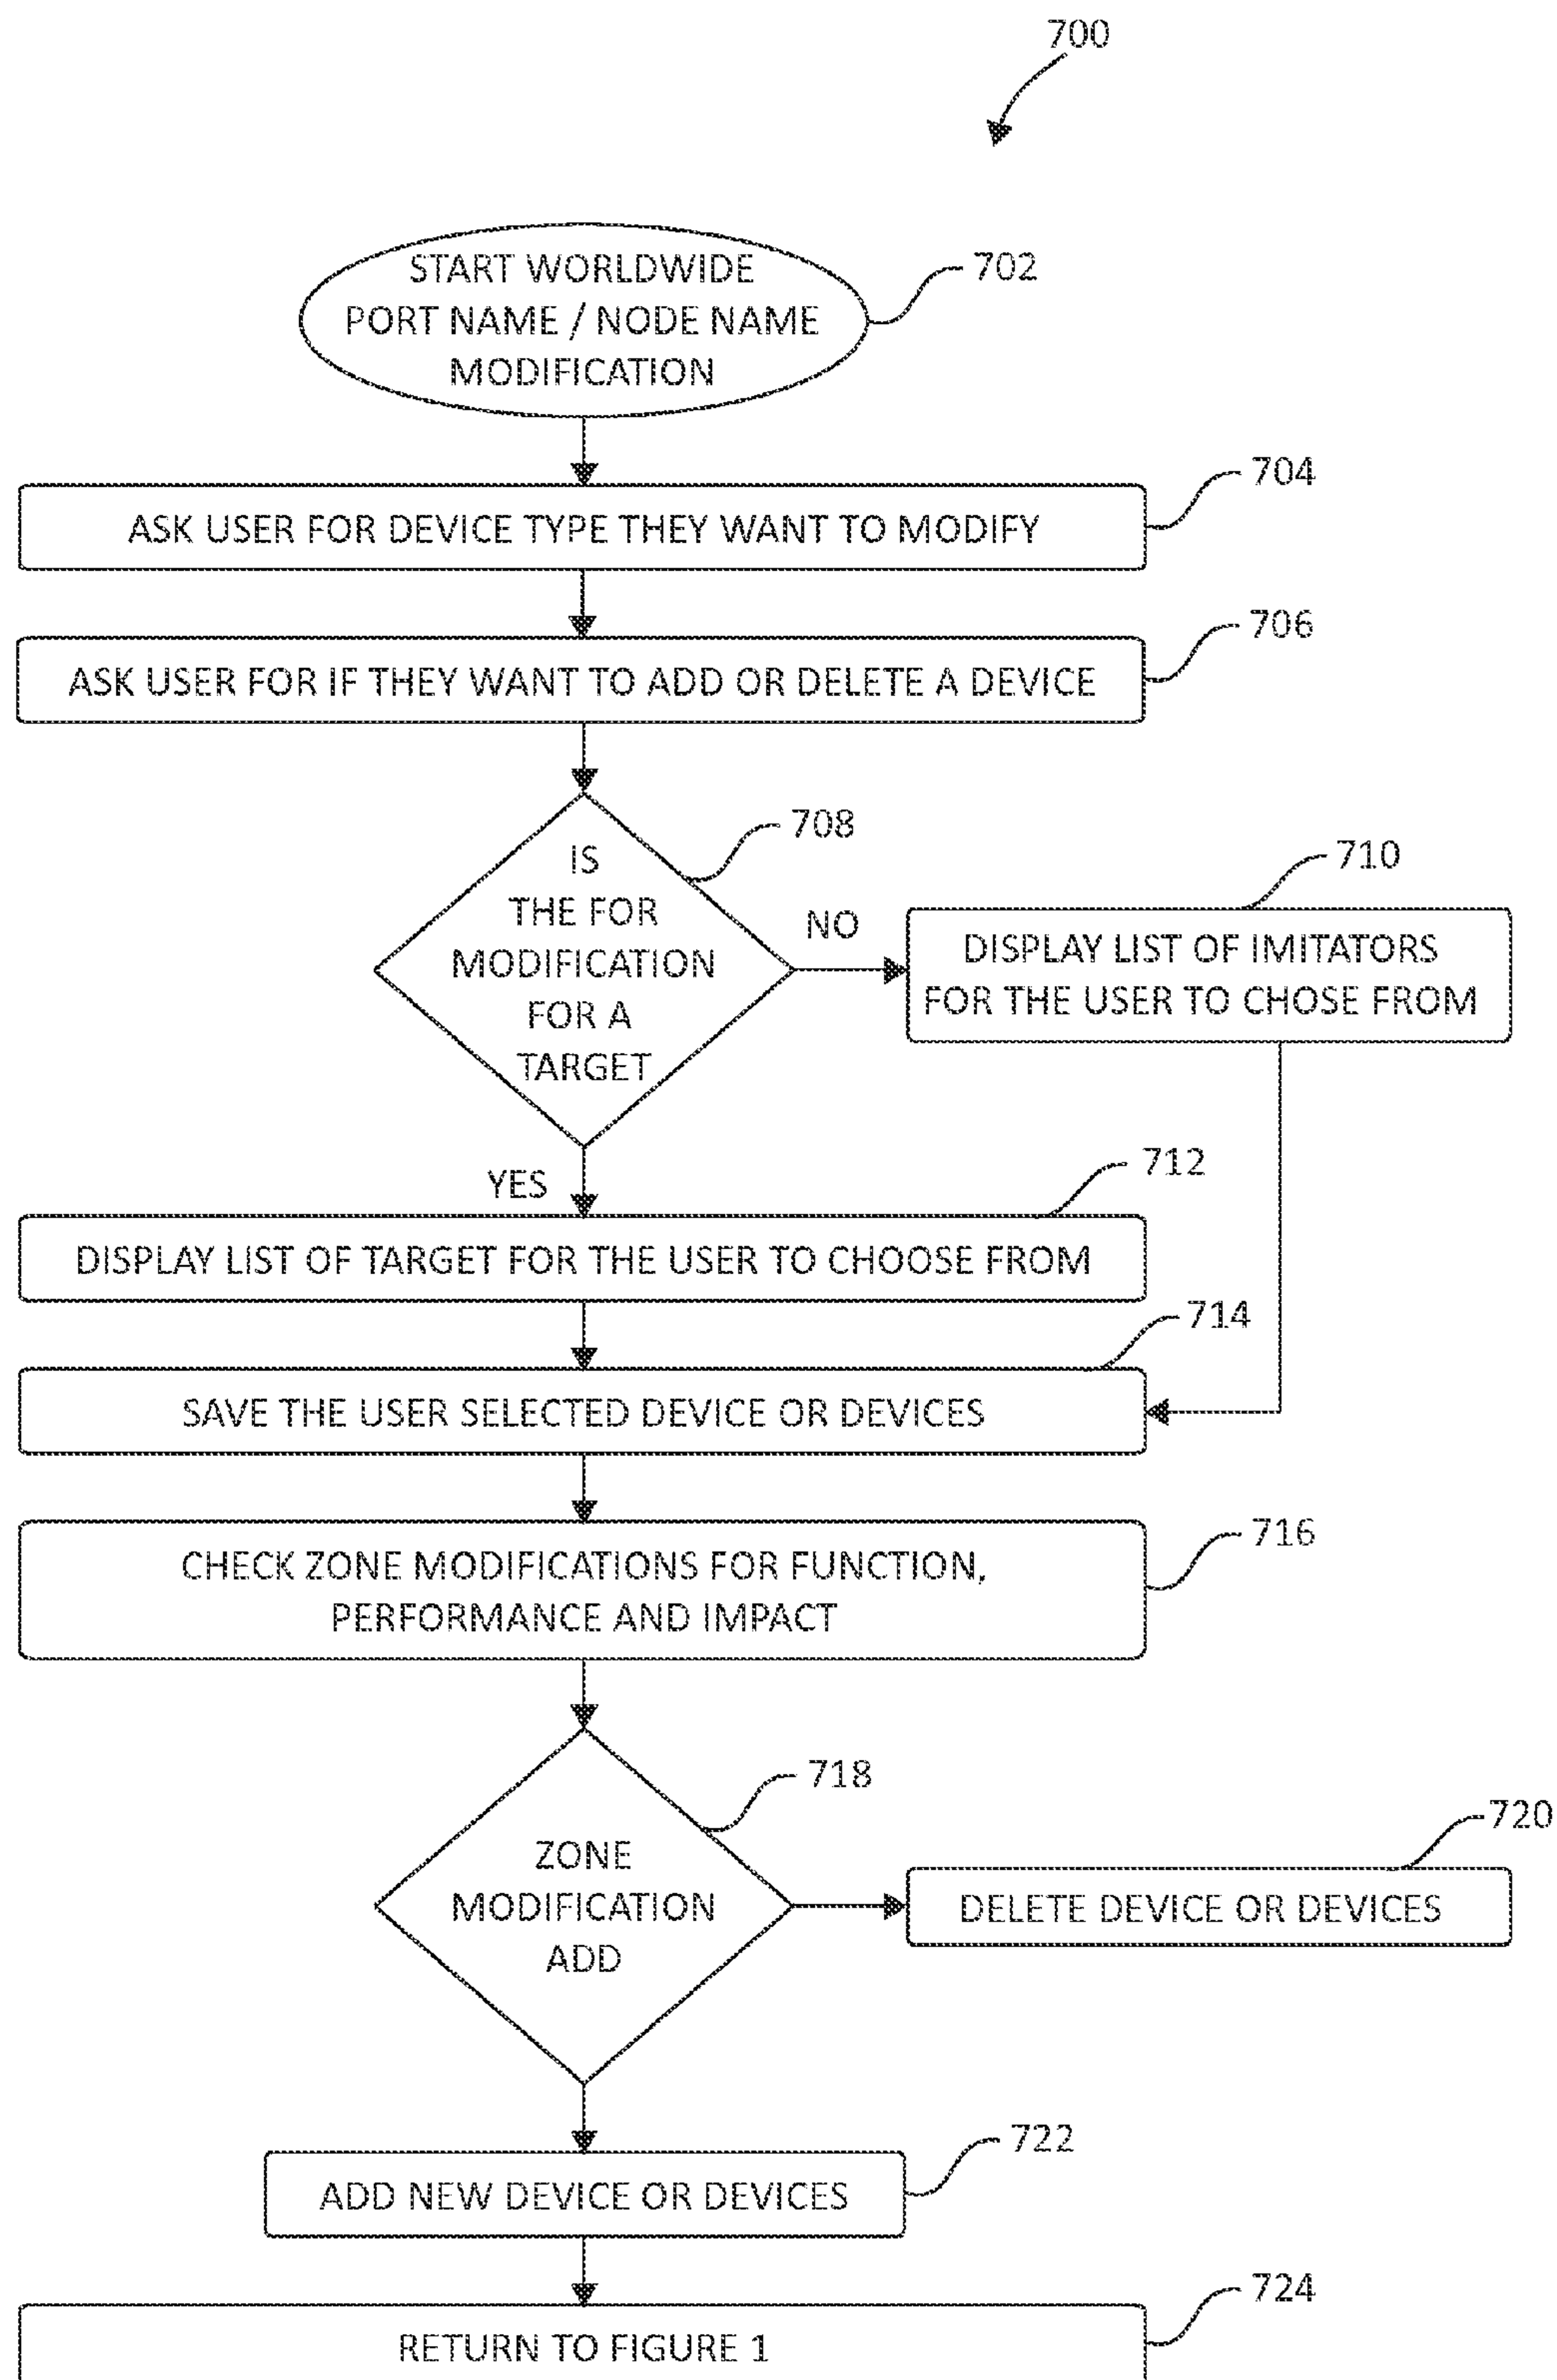 700
START WORLDWIDE
PORT NAME / NODE NAME
MODIFICATION
702
704
ASK USER FOR DEVICE TYPE THEY WANT TO MODIFY
706
ASK USER FOR IF THEY WANT TO ADD OR DELETE A DEVICE
708
IS
THE FOR
MODIFICATION
FOR A
TARGET
NO
710
DISPLAY LIST OF IMITATORS
FOR THE USER TO CHOSE FROM
YES
712
DISPLAY LIST OF TARGET FOR THE USER TO CHOOSE FROM
714
SAVE THE USER SELECTED DEVICE OR DEVICES
716
CHECK ZONE MODIFICATIONS FOR FUNCTION,
PERFORMANCE AND IMPACT
718
ZONE
MODIFICATION
ADD
720
DELETE DEVICE OR DEVICES
722
ADD NEW DEVICE OR DEVICES
724
RETURN TO FIGURE 1